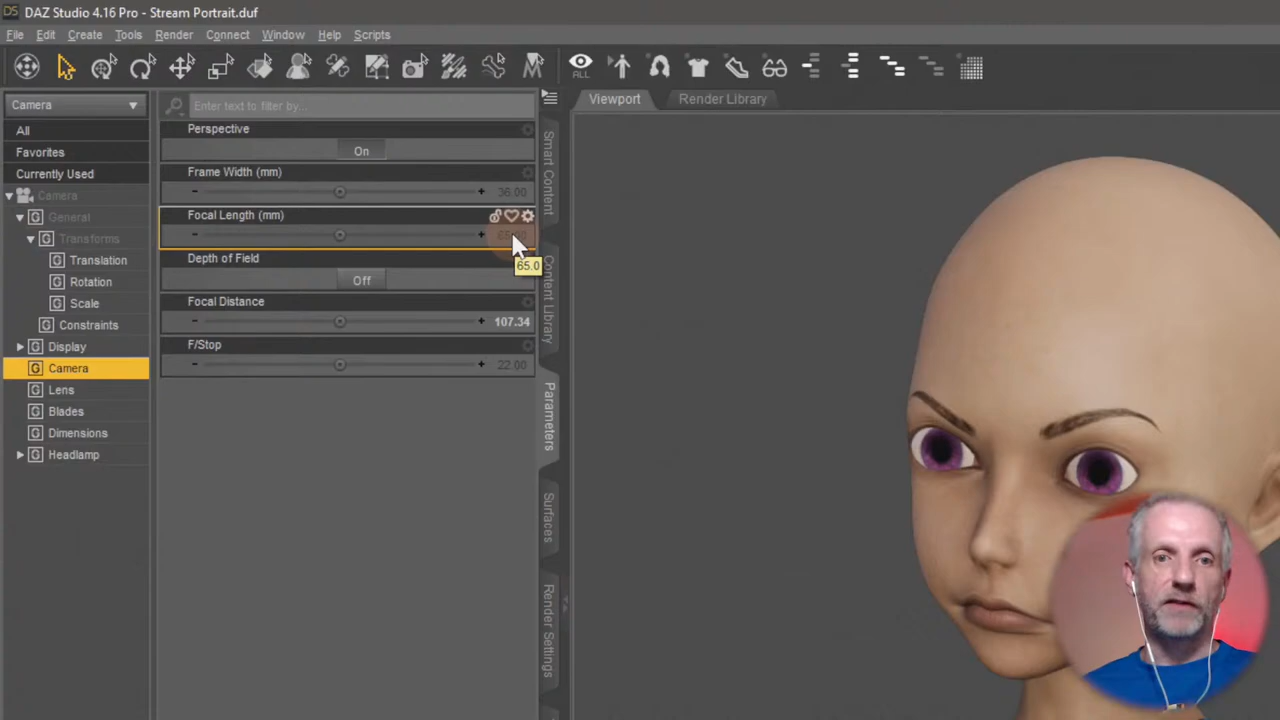 DS DAZ Studio 4.16 Pro - Stream Portrait.duf
File Edit Create Tools Render Connect Window Help Scripts
ALL
Camera
Enter text to filter by...
Viewport
Render Library
All
Favorites
Currently Used
Camera
G General
G Transforms
G Translation
G Rotation
G Scale
G Constraints
G Display
G Camera
G Lens
G Blades
G Dimensions
G Headlamp
Perspective
On
Frame Width (mm)
- + 36.00
Focal Length (mm)
- +
65.0
Depth of Field
Off
Focal Distance
- + 107.34
F/Stop
- + 22.00
Smart Content
Content Library
Parameters
Surfaces
Render Settings